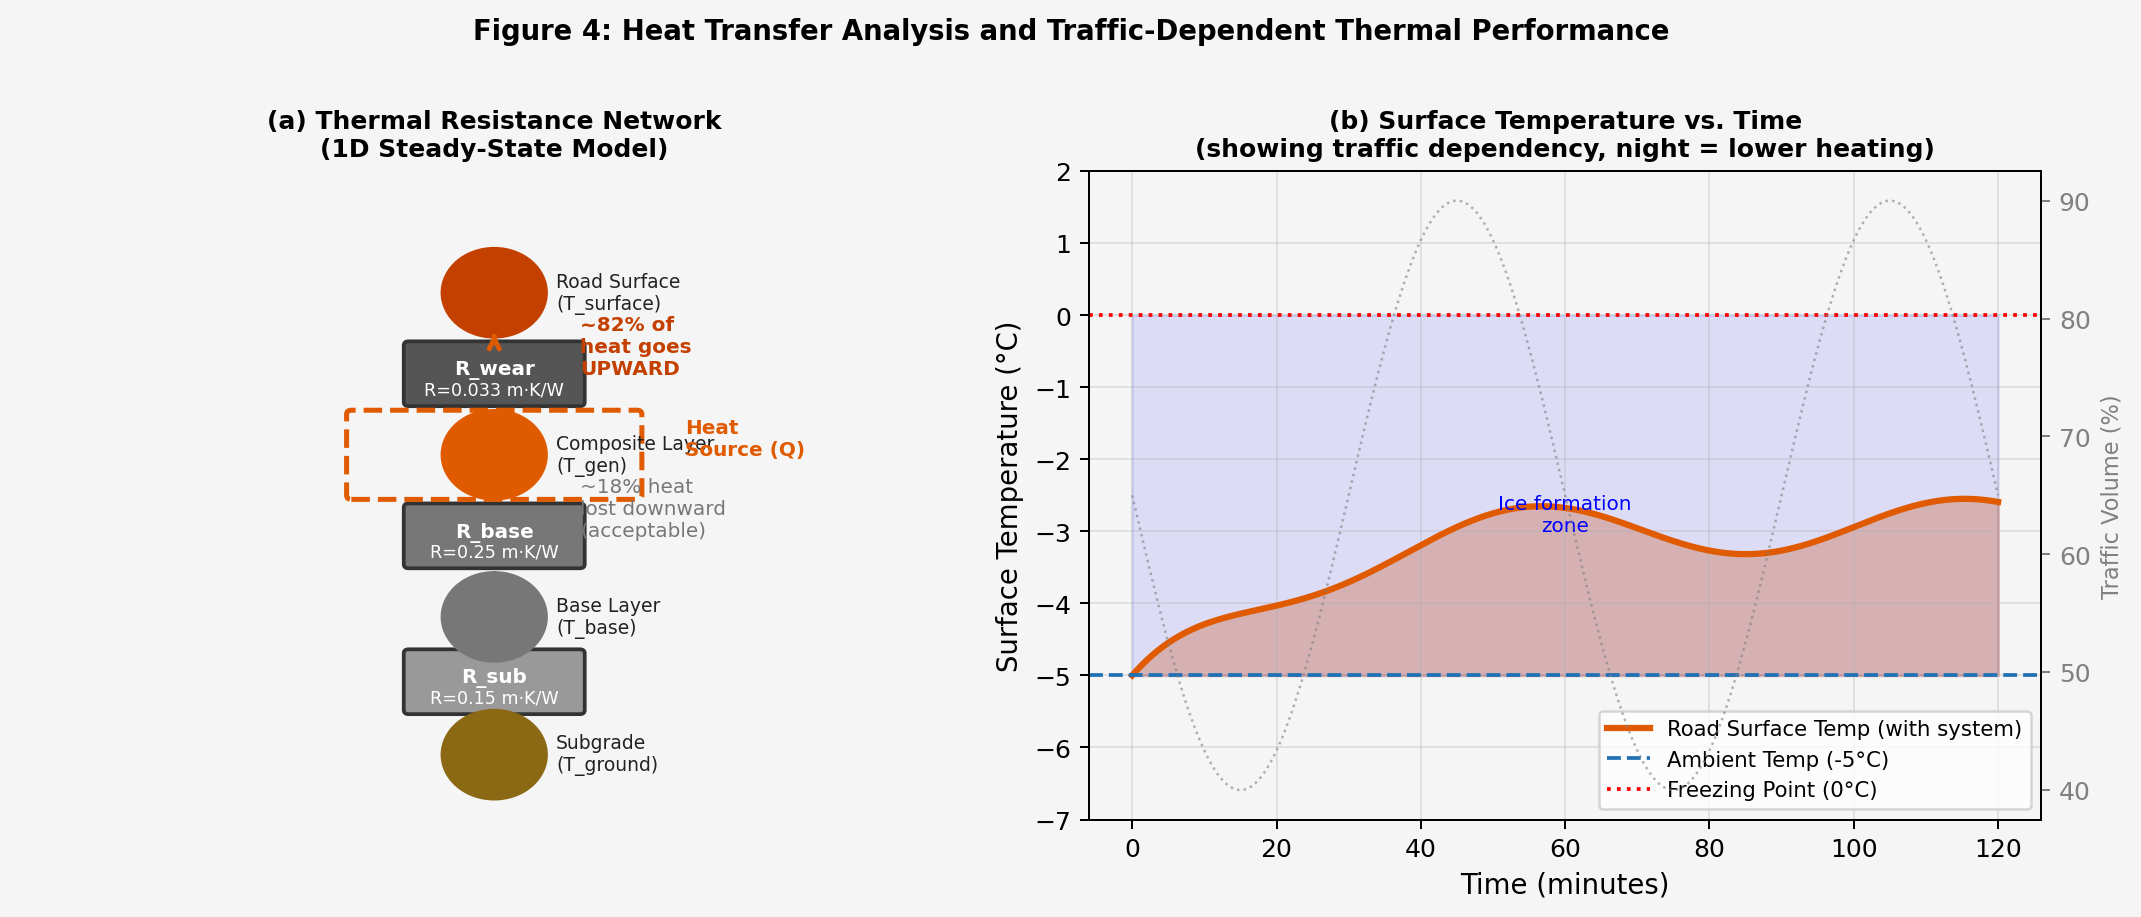 Figure 4: Heat Transfer Analysis and Traffic-Dependent Thermal Performance
(a) Thermal Resistance Network
(1D Steady-State Model)
Road Surface
(T_surface)
~82% of
heat goes
UPWARD
R_wear
R=0.033 m·K/W
Heat
Source (Q)
Composite Layer
(T_gen)
~18% heat
lost downward
(acceptable)
R_base
R=0.25 m·K/W
Base Layer
(T_base)
R_sub
R=0.15 m·K/W
Subgrade
(T_ground)
(b) Surface Temperature vs. Time
(showing traffic dependency, night = lower heating)
Surface Temperature (°C)
2
1
0
−1
−2
−3
−4
−5
−6
−7
Ice formation
zone
Road Surface Temp (with system)
Ambient Temp (-5°C)
Freezing Point (0°C)
0
20
40
60
80
100
120
Time (minutes)
90
80
70
60
50
40
Traffic Volume (%)